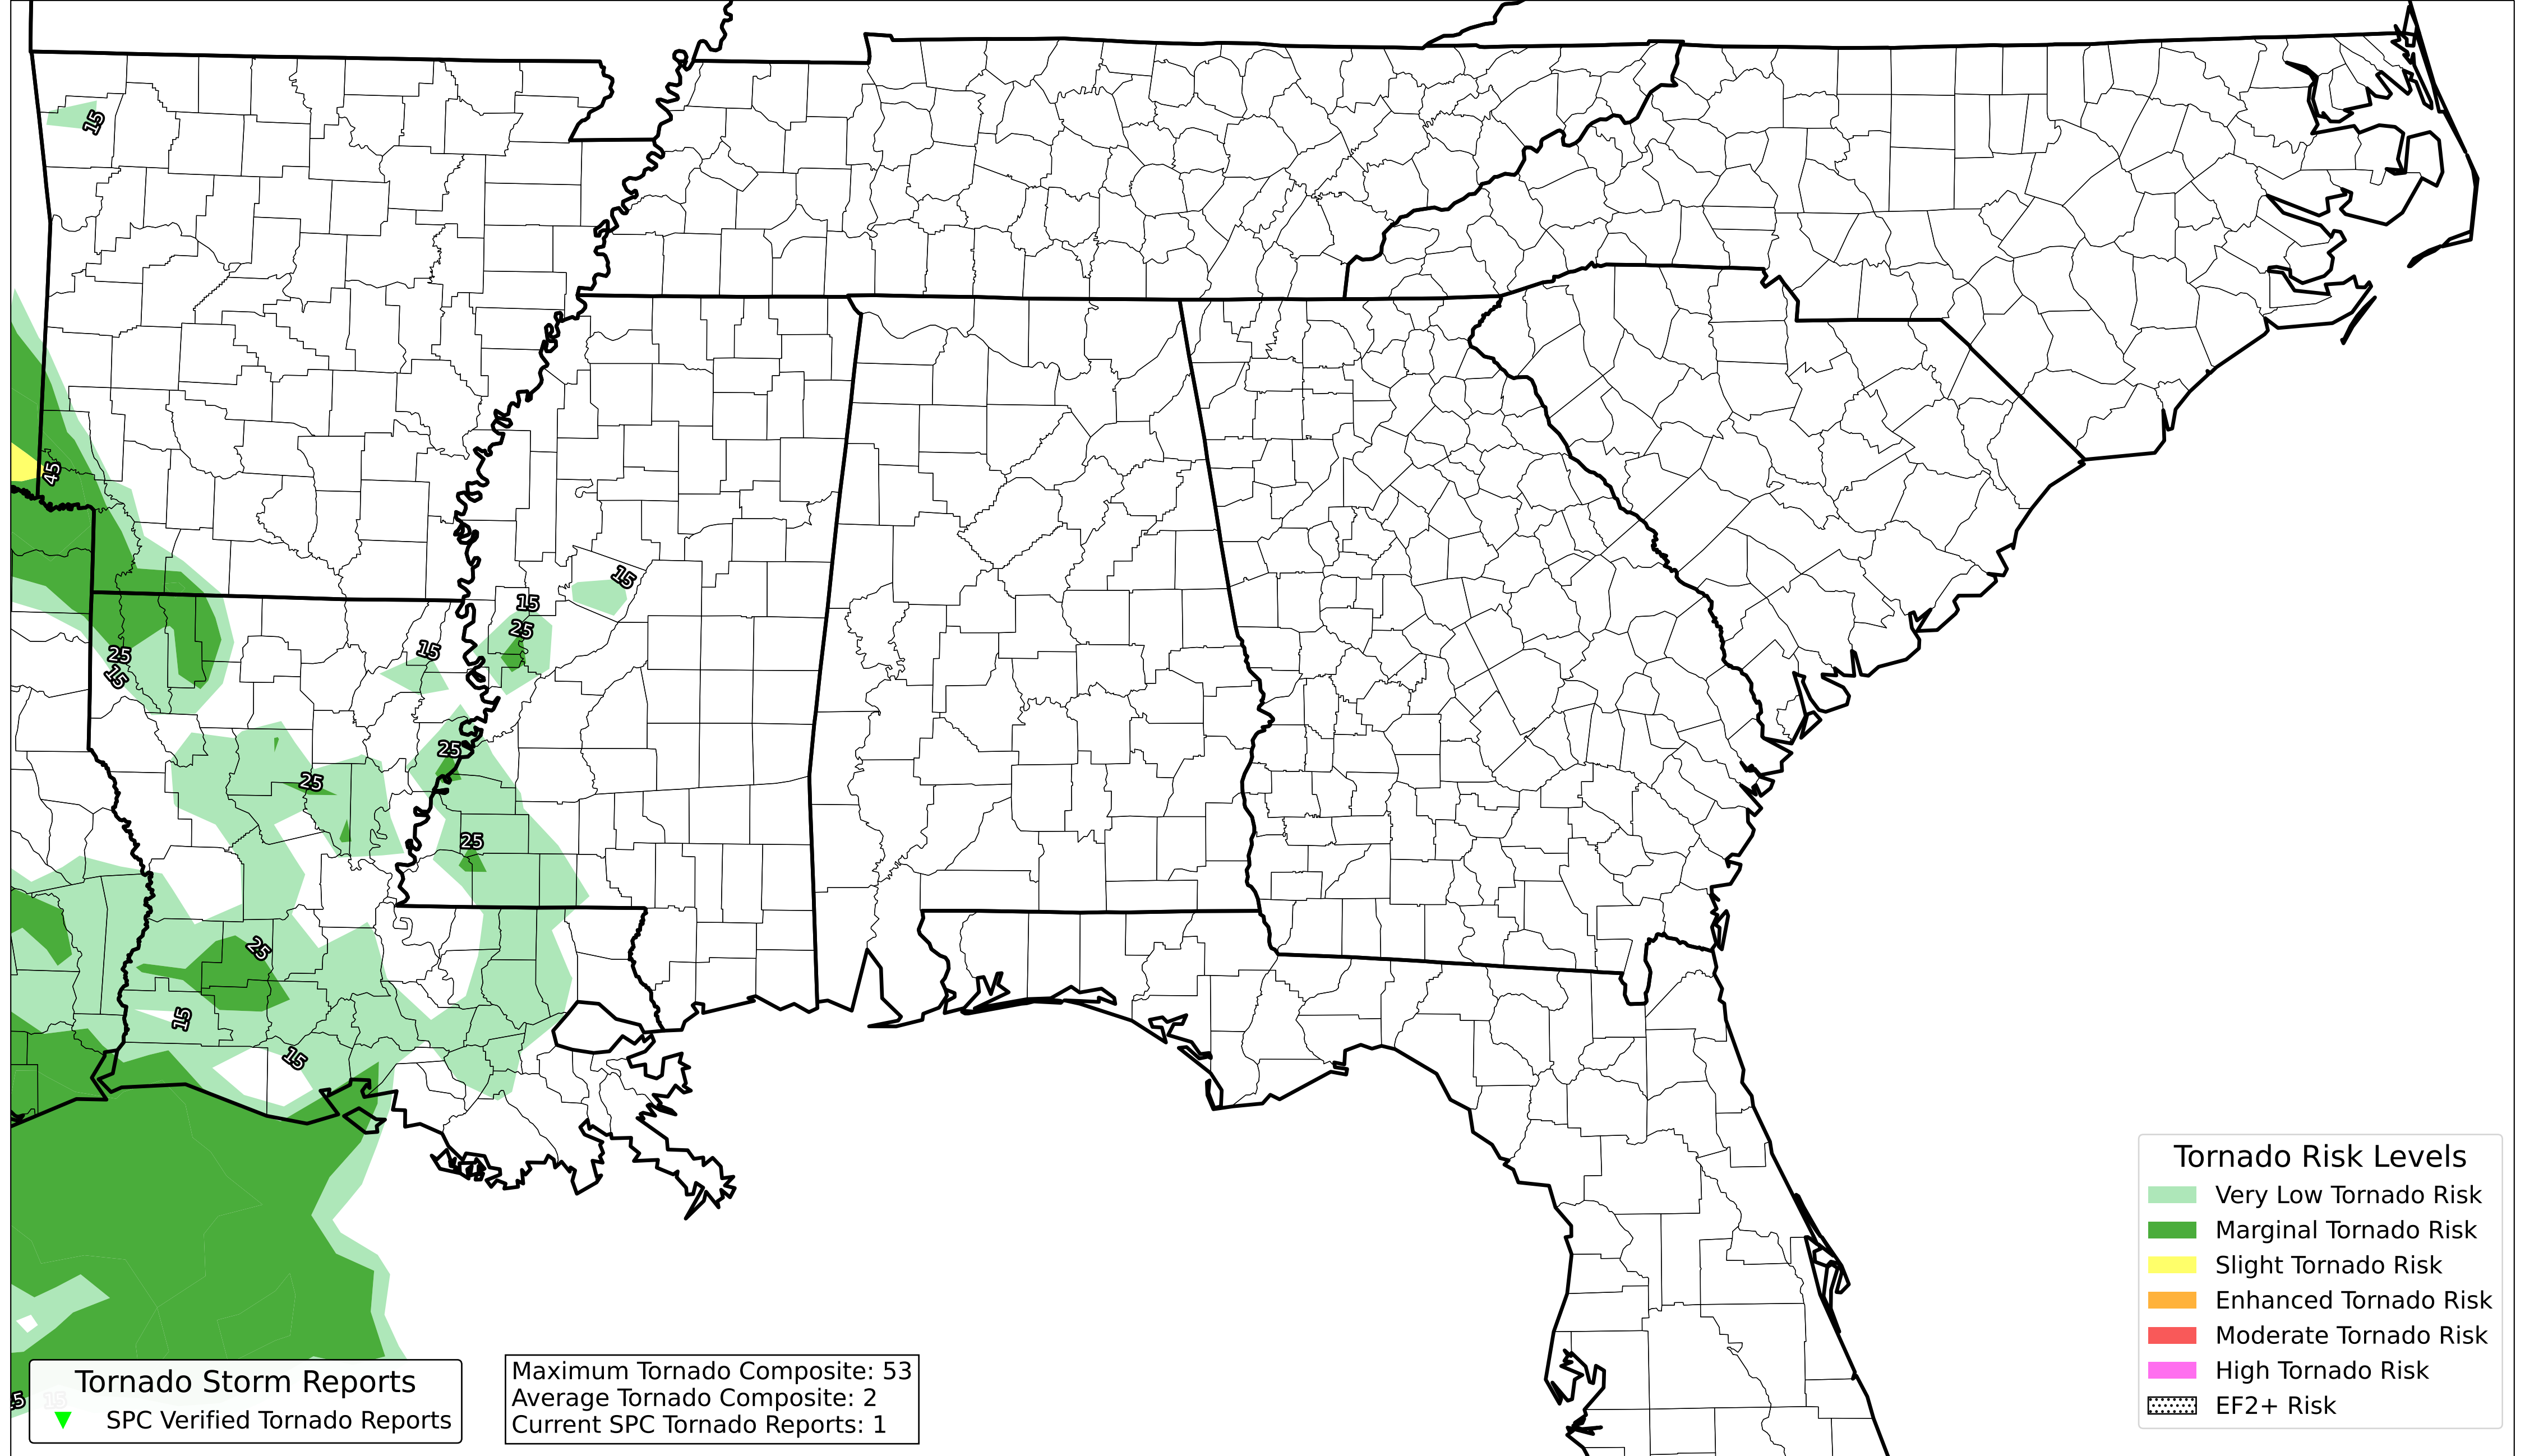 15
45
15
15
25
15
25
15
25
25
25
25
15
15
15
Tornado Storm Reports
SPC Verified Tornado Reports
Maximum Tornado Composite: 53
Average Tornado Composite: 2
Current SPC Tornado Reports: 1
Tornado Risk Levels
Very Low Tornado Risk
Marginal Tornado Risk
Slight Tornado Risk
Enhanced Tornado Risk
Moderate Tornado Risk
High Tornado Risk
EF2+ Risk